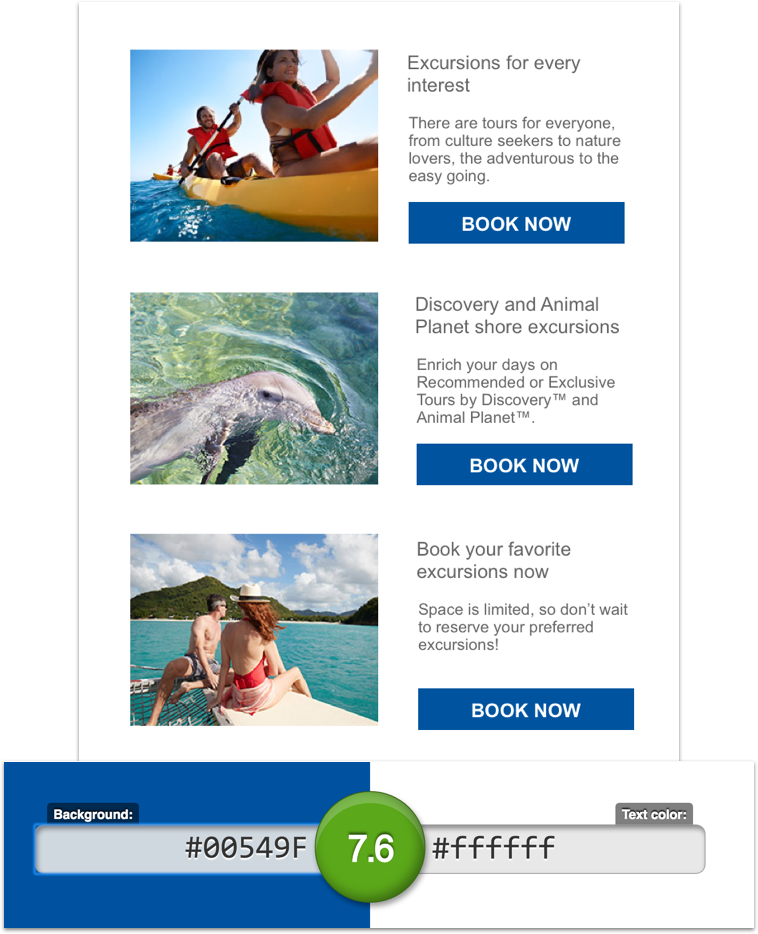 Excursions for every
interest
There are tours for everyone,
from culture seekers to nature
lovers, the adventurous to the
easy going.
BOOK NOW
Discovery and Animal
Planet shore excursions
Enrich your days on
Recommended or Exclusive
Tours by Discovery™ and
Animal Planet™.
BOOK NOW
Book your favorite
excursions now
Space is limited, so don’t wait
to reserve your preferred
excursions!
BOOK NOW
Background:
Text color:
#00549F
7.6
#ffffff